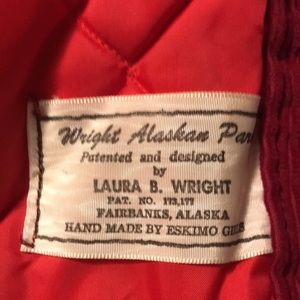 Wright Alaskan Par
Patented and designed
by
LAURA B. WRIGHT
PAT. NO. 173,177
FAIRBANKS, ALASKA
HAND MADE BY ESKIMO